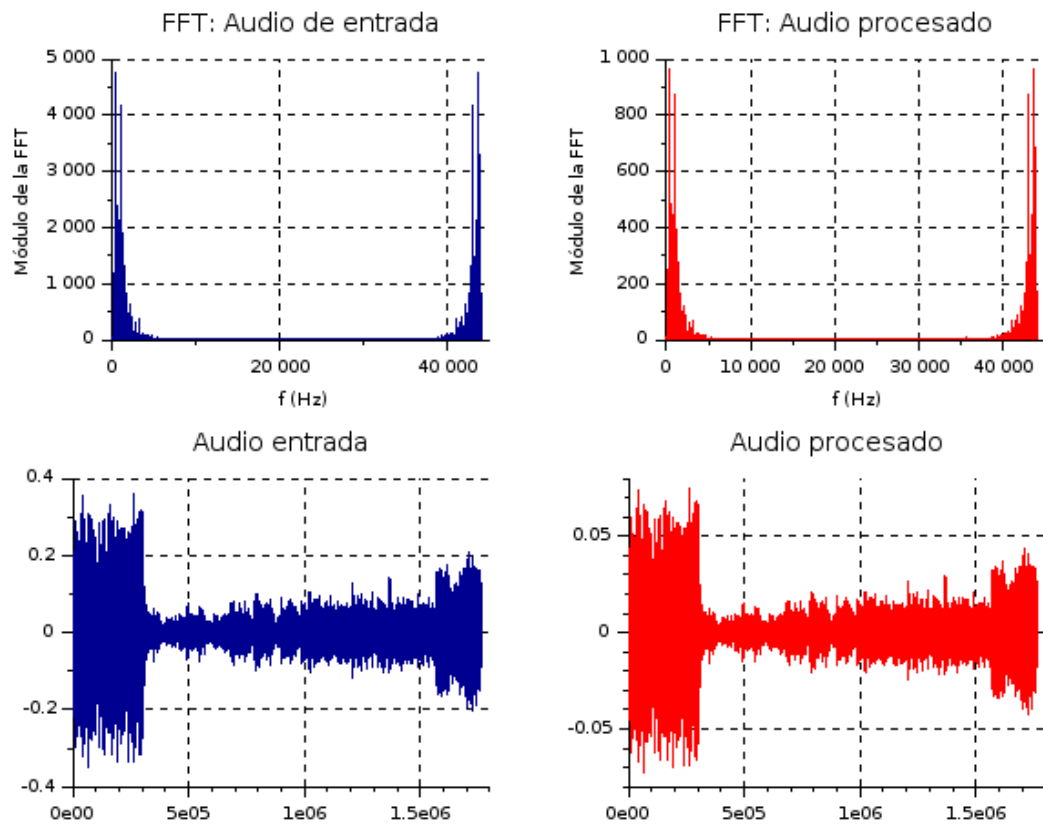 FFT: Audio de entrada
FFT: Audio procesado
5 000
4 000
3 000
2 000
1 000
0
Módulo de la FFT
0
20 000
40 000
f (Hz)
1 000
800
600
400
200
0
Módulo de la FFT
0
10 000
20 000
30 000
40 000
f (Hz)
Audio entrada
Audio procesado
0.4
0.2
0
-0.2
-0.4
0e00
5e05
1e06
1.5e06
0.05
0
-0.05
0e00
5e05
1e06
1.5e06